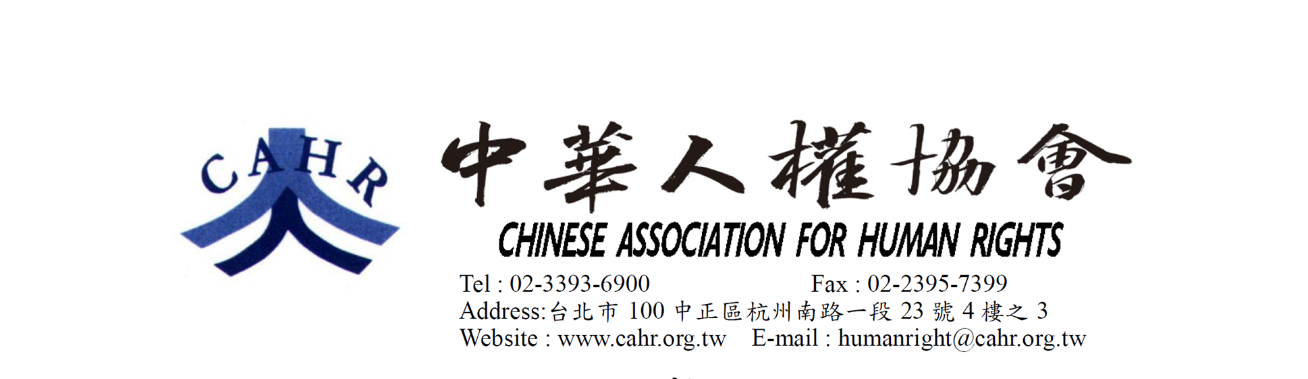 CAHR
中華人權協會
CHINESE ASSOCIATION FOR HUMAN RIGHTS
Tel : 02-3393-6900 Fax : 02-2395-7399
Address:台北市 100 中正區杭州南路一段 23 號 4 樓之 3
Website : www.cahr.org.tw E-mail : humanright@cahr.org.tw